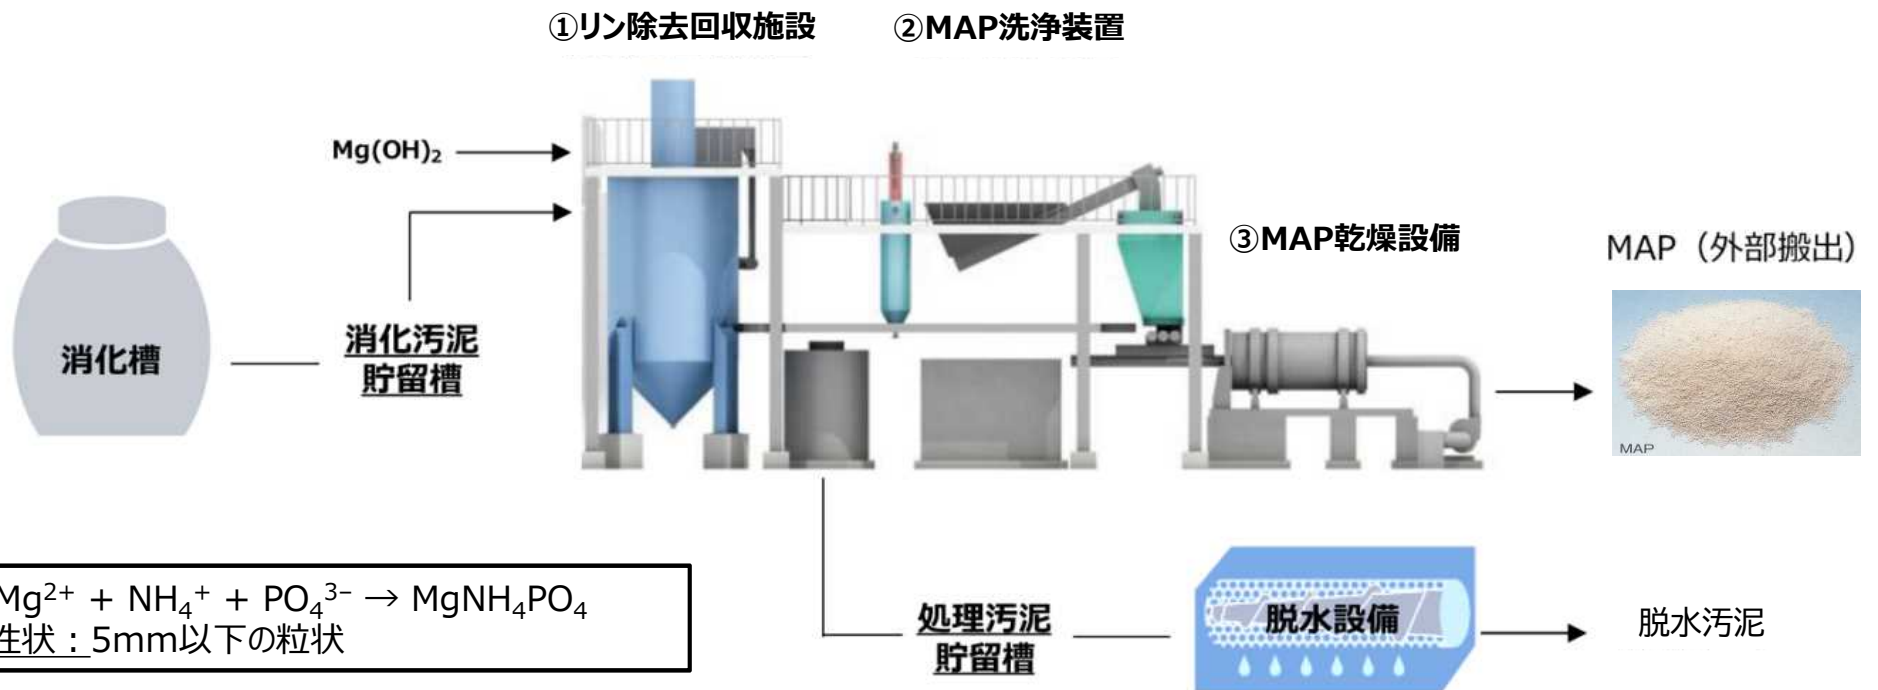 ①リン除去回収施設
②MAP洗浄装置
Mg(OH)₂
③MAP乾燥設備
MAP（外部搬出）
消化槽
消化汚泥
貯留槽
MAP
Mg²⁺ + NH₄⁺ + PO₄³⁻ → MgNH₄PO₄
性状：5mm以下の粒状
処理汚泥
貯留槽
脱水設備
脱水汚泥